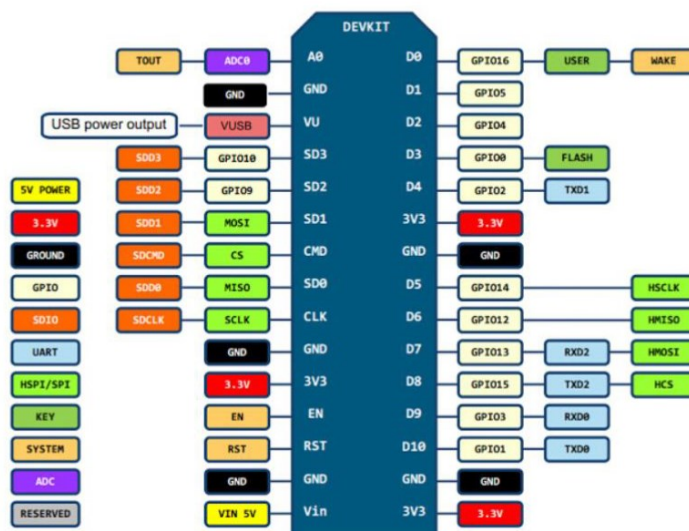 DEVKIT
TOUT ADC0 A0 D0 GPIO16 USER WAKE
GND GND D1 GPIO5
USB power output VUSB VU D2 GPIO4
SDD3 GPIO10 SD3 D3 GPIO0 FLASH
5V POWER SDD2 GPIO9 SD2 D4 GPIO2 TXD1
3.3V SDD1 MOSI SD1 3V3 3.3V
GROUND SDCMD CS CMD GND GND
GPIO SDD0 MISO SD0 D5 GPIO14 HSCLK
SDIO SDCLK SCLK CLK D6 GPIO12 HMISO
UART GND GND D7 GPIO13 RXD2 HMOSI
HSPI/SPI 3.3V 3V3 D8 GPIO15 TXD2 HCS
KEY EN EN D9 GPIO3 RXD0
SYSTEM RST RST D10 GPIO1 TXD0
ADC GND GND GND GND
RESERVED VIN 5V Vin 3V3 3.3V